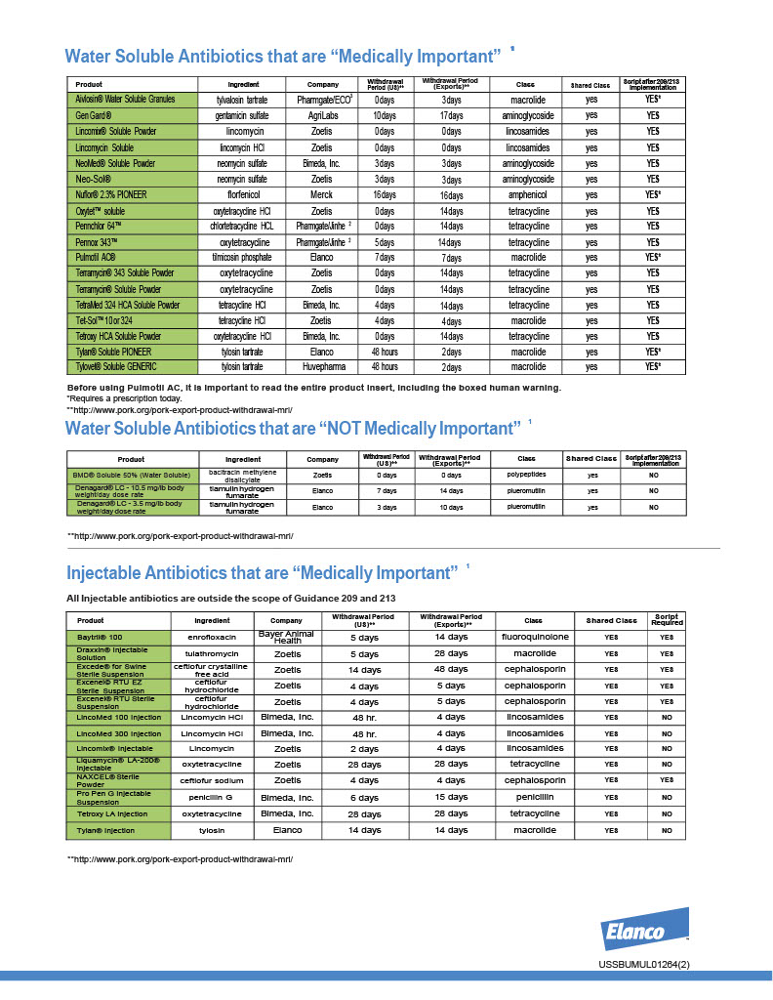 Water Soluble Antibiotics that are “Medically Important”
Product Ingredient Company Withdrawal Period (US)** Withdrawal Period (Exports)** Class Shared Class Script after 209/213 Implementation
Aivlosin® Water Soluble Granules tylvalosin tartrate Pharmgate/ECO3 0 days 3 days macrolide yes YES*
Gen Gard® gentamicin sulfate AgriLabs 10 days 17 days aminoglycoside yes YES
Lincomix® Soluble Powder lincomycin Zoetis 0 days 0 days lincosamides yes YES
Lincomycin Soluble lincomycin HCl Zoetis 0 days 0 days lincosamides yes YES
NeoMed® Soluble Powder neomycin sulfate Bimeda, Inc. 3 days 3 days aminoglycoside yes YES
Neo-Sol® neomycin sulfate Zoetis 3 days 3 days aminoglycoside yes YES
Nuflor® 2.3% PIONEER florfenicol Merck 16 days 16 days amphenicol yes YES*
Oxytet™ soluble oxytetracycline HCl Zoetis 0 days 14 days tetracycline yes YES
Pennchlor 64™ chlortetracycline HCL Pharmgate/Jinhe 2 0 days 14 days tetracycline yes YES
Pennox 343™ oxytetracycline Pharmgate/Jinhe 2 5 days 14 days tetracycline yes YES
Pulmotil AC® tilmicosin phosphate Elanco 7 days 7 days macrolide yes YES*
Terramycin® 343 Soluble Powder oxytetracycline Zoetis 0 days 14 days tetracycline yes YES
Terramycin® Soluble Powder oxytetracycline Zoetis 0 days 14 days tetracycline yes YES
TetraMed 324 HCA Soluble Powder tetracycline HCl Bimeda, Inc. 4 days 14 days tetracycline yes YES
Tet-Sol™ 10 or 324 tetracycline HCl Zoetis 4 days 4 days macrolide yes YES
Tetroxy HCA Soluble Powder oxytetracycline HCl Bimeda, Inc. 0 days 14 days tetracycline yes YES
Tylan® Soluble PIONEER tylosin tartrate Elanco 48 hours 2 days macrolide yes YES*
Tylovet® Soluble GENERIC tylosin tartrate Huvepharma 48 hours 2 days macrolide yes YES*
Before using Pulmotil AC, it is important to read the entire product insert, including the boxed human warning.
*Requires a prescription today.
**http://www.pork.org/pork-export-product-withdrawal-mrl/
Water Soluble Antibiotics that are “NOT Medically Important” 1
Product Ingredient Company Withdrawal Period (US)** Withdrawal Period (Exports)** Class Shared Class Script after 209/213 Implementation
BMD® Soluble 50% (Water Soluble) bacitracin methylene disalicylate Zoetis 0 days 0 days polypeptides yes NO
Denagard® LC - 10.5 mg/lb body weight/day dose rate tiamulin hydrogen fumarate Elanco 7 days 14 days plueromutilin yes NO
Denagard® LC - 3.5 mg/lb body weight/day dose rate tiamulin hydrogen fumarate Elanco 3 days 10 days plueromutilin yes NO
**http://www.pork.org/pork-export-product-withdrawal-mrl/
Injectable Antibiotics that are “Medically Important” 1
All Injectable antibiotics are outside the scope of Guidance 209 and 213
Product Ingredient Company Withdrawal Period (US)** Withdrawal Period (Exports)** Class Shared Class Script Required
Baytril® 100 enrofloxacin Bayer Animal Health 5 days 14 days fluoroquinolone YES YES
Draxxin® Injectable Solution tulathromycin Zoetis 5 days 28 days macrolide YES YES
Excede® for Swine Sterile Suspension ceftiofur crystalline free acid Zoetis 14 days 48 days cephalosporin YES YES
Excenel© RTU EZ Sterile Suspension ceftiofur hydrochloride Zoetis 4 days 5 days cephalosporin YES YES
Excenel® RTU Sterile Suspension ceftiofur hydrochloride Zoetis 4 days 5 days cephalosporin YES YES
LincoMed 100 Injection Lincomycin HCl Bimeda, Inc. 48 hr. 4 days lincosamides YES NO
LincoMed 300 Injection Lincomycin HCl Bimeda, Inc. 48 hr. 4 days lincosamides YES NO
Lincomix® Injectable Lincomycin Zoetis 2 days 4 days lincosamides YES NO
Liquamycin® LA-200® Injectable oxytetracycline Zoetis 28 days 28 days tetracycline YES NO
NAXCEL® Sterile Powder ceftiofur sodium Zoetis 4 days 4 days cephalosporin YES YES
Pro Pen G Injectable Suspension penicillin G Bimeda, Inc. 6 days 15 days penicillin YES NO
Tetroxy LA Injection oxytetracycline Bimeda, Inc. 28 days 28 days tetracycline YES NO
Tylan® Injection tylosin Elanco 14 days 14 days macrolide YES NO
**http://www.pork.org/pork-export-product-withdrawal-mrl/
Elanco
USSBUMUL01264(2)